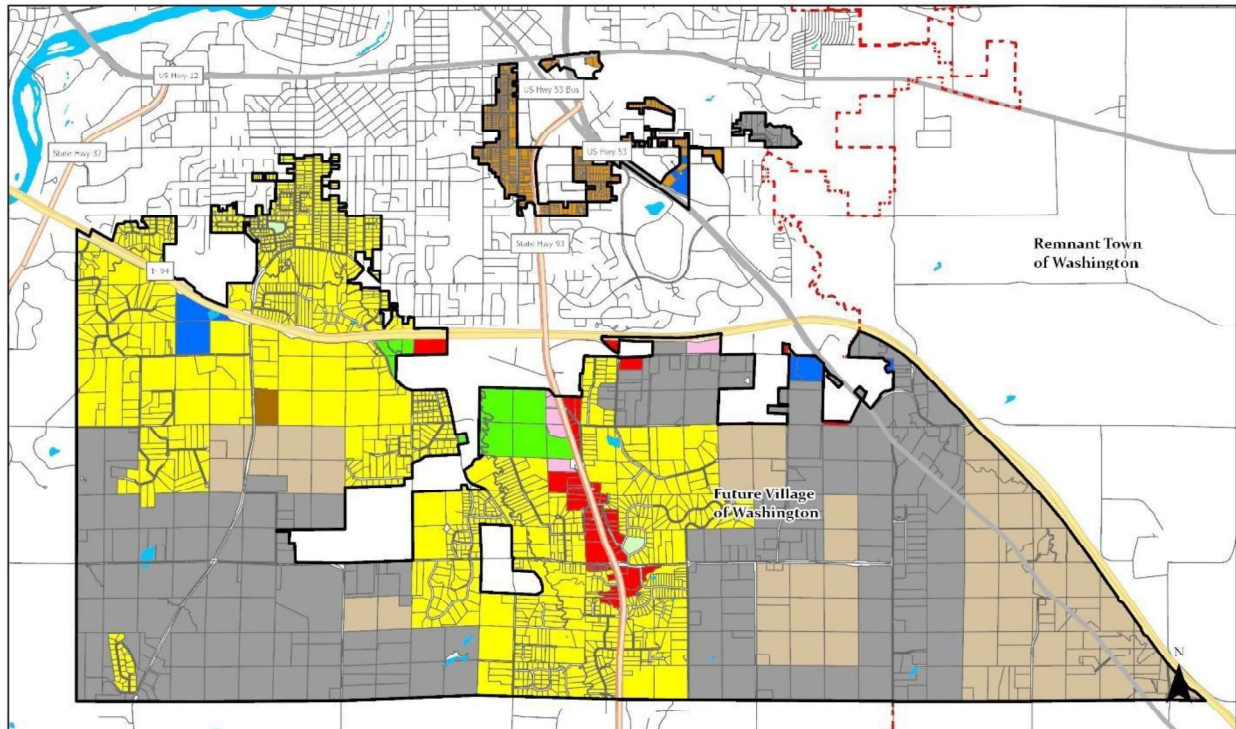 US Hwy 12
US Hwy 53 Bus
State Hwy 37
US Hwy 53
State Hwy 93
Remnant Town
of Washington
I- 94
Future Village
of Washington
N